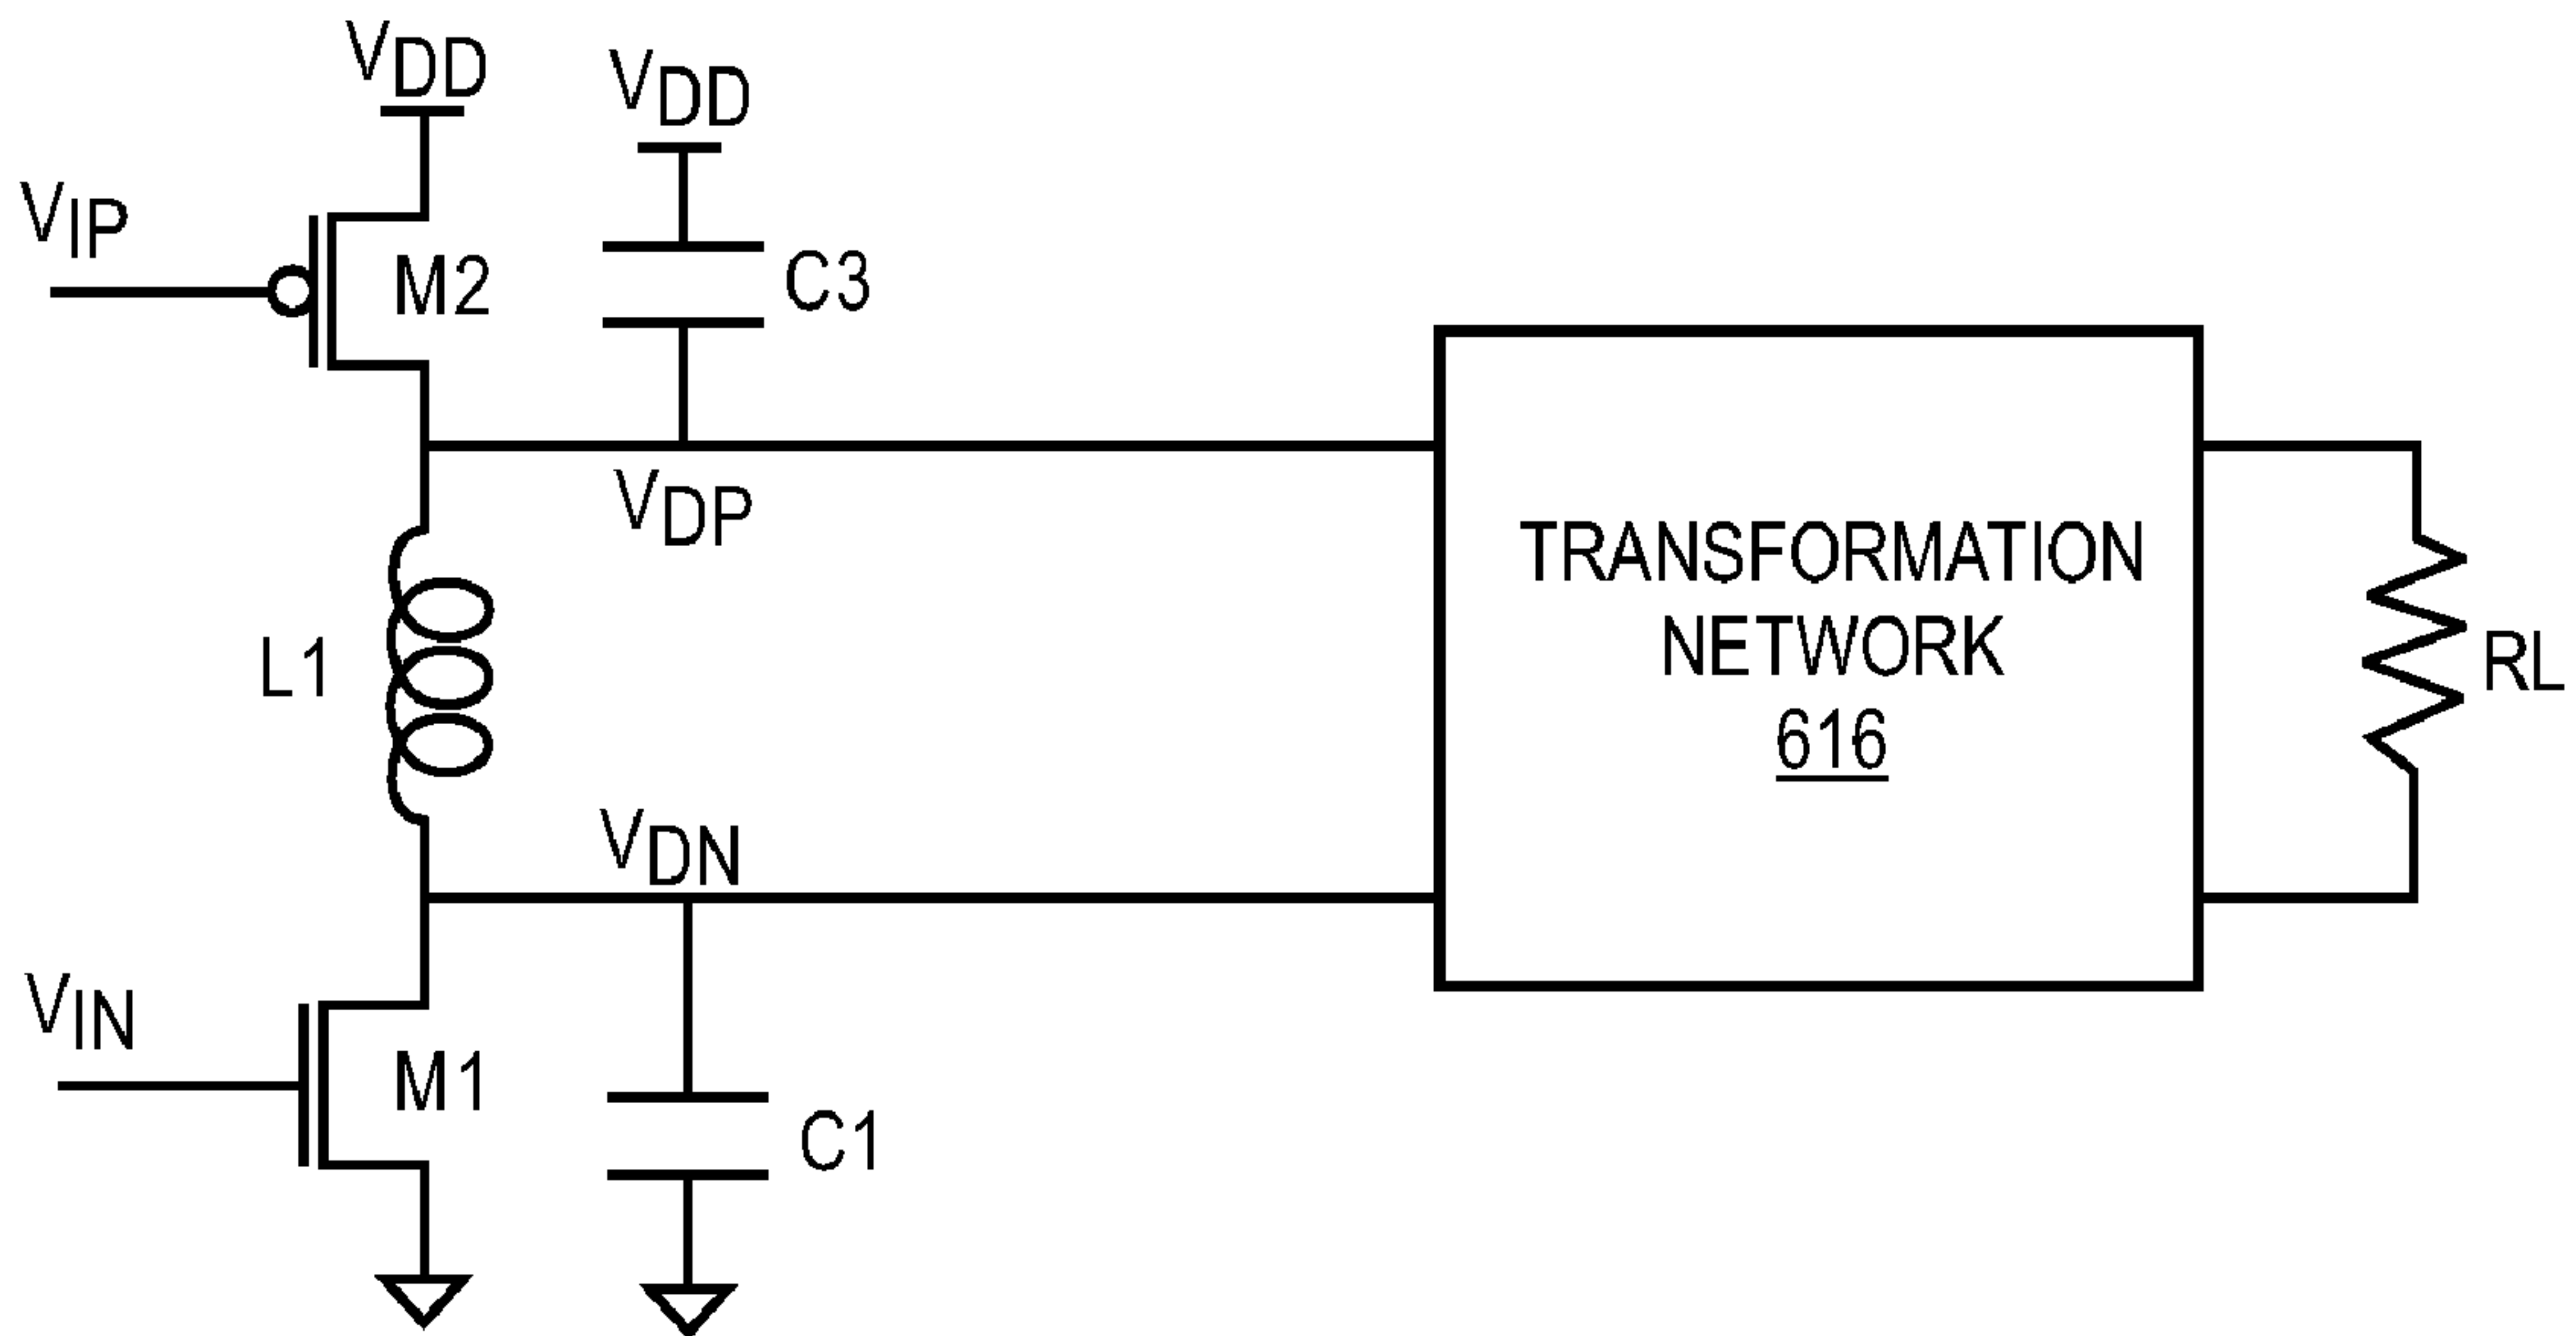 VDD
VDD
VIP
M2
C3
VDP
TRANSFORMATION
NETWORK
616
L1
RL
VDN
VIN
M1
C1